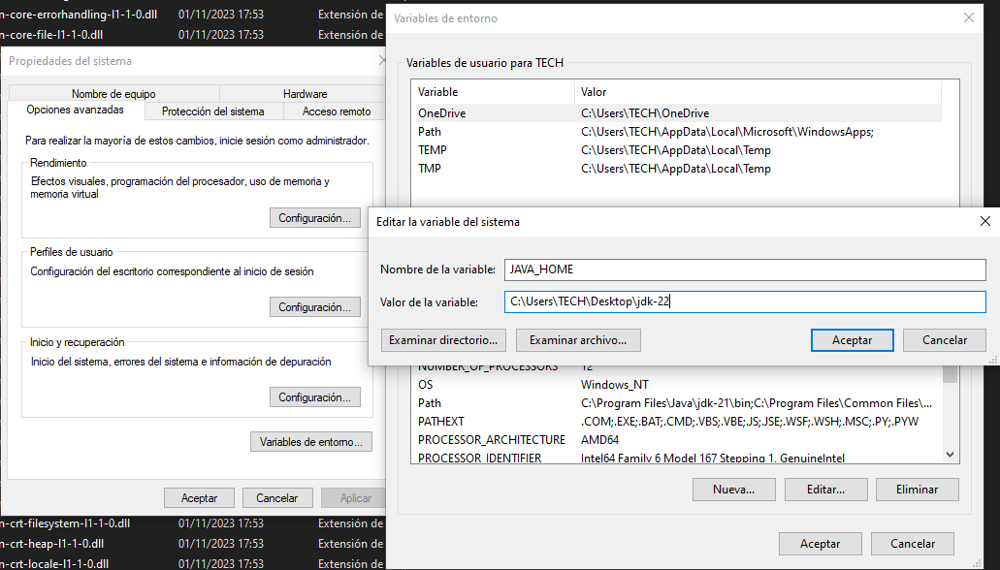 n-core-errorhandling-l1-1-0.dll 01/11/2023 17:53 Extensión de
n-core-file-l1-1-0.dll 01/11/2023 17:53 Extensión de
Propiedades del sistema
Nombre de equipo Hardware
Opciones avanzadas Protección del sistema Acceso remoto
Para realizar la mayoría de estos cambios, inicie sesión como administrador.
Rendimiento
Efectos visuales, programación del procesador, uso de memoria y
memoria virtual
Configuración...
Perfiles de usuario
Configuración del escritorio correspondiente al inicio de sesión
Configuración...
Inicio y recuperación
Inicio del sistema, errores del sistema e información de depuración
Configuración...
Variables de entorno...
Aceptar Cancelar Aplicar
Variables de entorno
Variables de usuario para TECH
Variable Valor
OneDrive C:\Users\TECH\OneDrive
Path C:\Users\TECH\AppData\Local\Microsoft\WindowsApps;
TEMP C:\Users\TECH\AppData\Local\Temp
TMP C:\Users\TECH\AppData\Local\Temp
Editar la variable del sistema
Nombre de la variable: JAVA_HOME
Valor de la variable: C:\Users\TECH\Desktop\jdk-22
Examinar directorio... Examinar archivo... Aceptar Cancelar
NUMBER_OF_PROCESSORS 12
OS Windows_NT
Path C:\Program Files\Java\jdk-21\bin;C:\Program Files\Common Files\...
PATHEXT .COM;.EXE;.BAT;.CMD;.VBS;.VBE;.JS;.JSE;.WSF;.WSH;.MSC;.PY;.PYW
PROCESSOR_ARCHITECTURE AMD64
PROCESSOR_IDENTIFIER Intel64 Family 6 Model 167 Stepping 1, GenuineIntel
Nueva... Editar... Eliminar
Aceptar Cancelar
n-crt-filesystem-l1-1-0.dll 01/11/2023 17:53 Extensión de
n-crt-heap-l1-1-0.dll 01/11/2023 17:53 Extensión de
n-crt-locale-l1-1-0.dll 01/11/2023 17:53 Extensión de